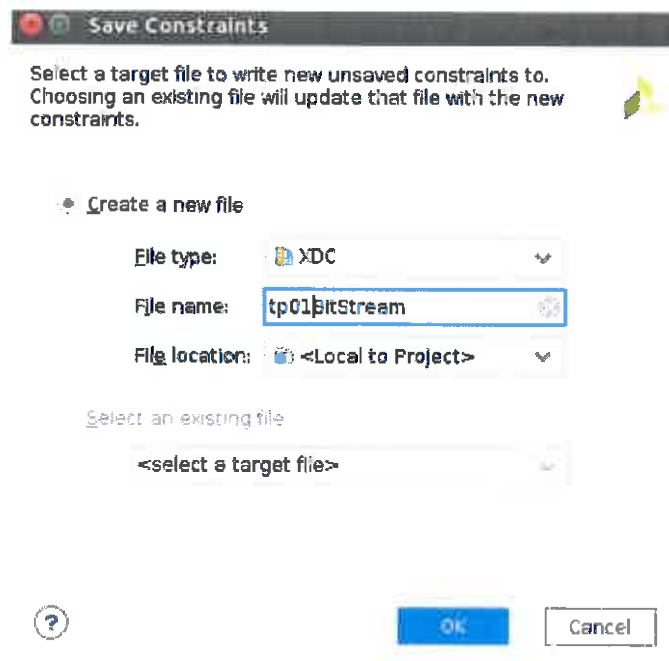 Save Constraints
Select a target file to write new unsaved constraints to.
Choosing an existing file will update that file with the new
constraints.
Create a new file
File type: XDC
File name: tp01BitStream
File location: <Local to Project>
Select an existing file
<select a target file>
? OK Cancel